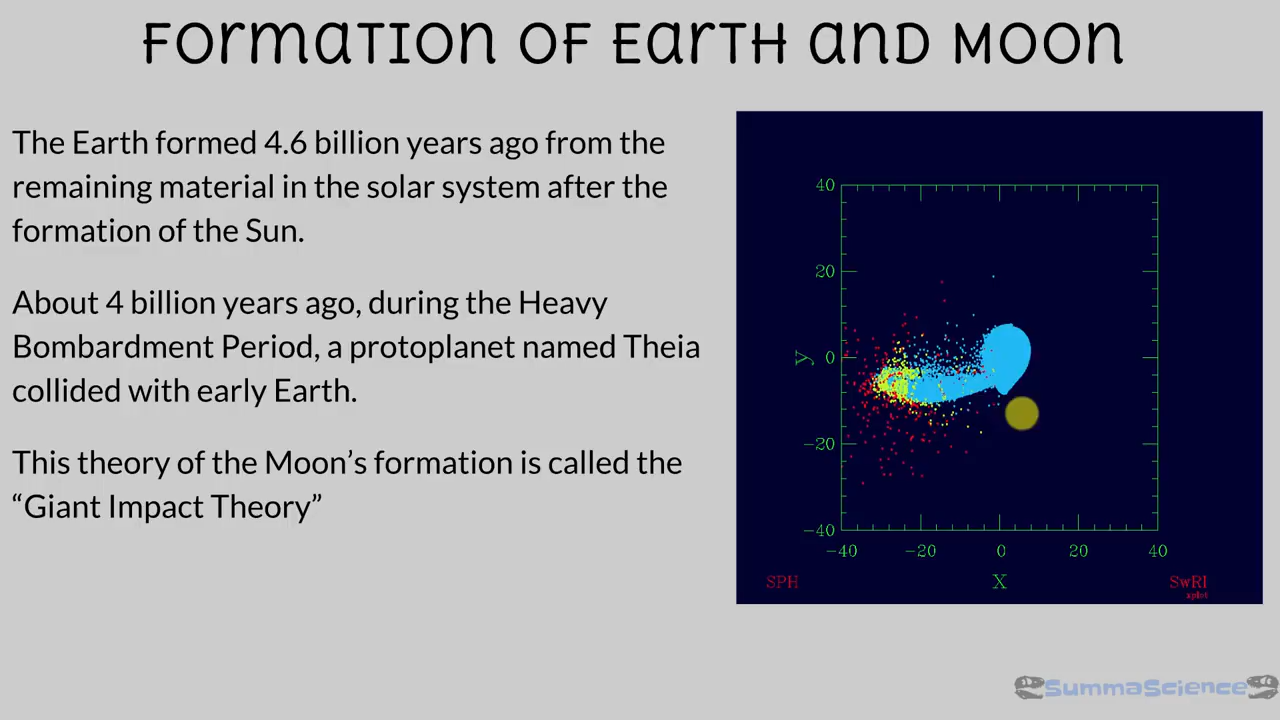 Formation of Earth and Moon
The Earth formed 4.6 billion years ago from the
remaining material in the solar system after the
formation of the Sun.
About 4 billion years ago, during the Heavy
Bombardment Period, a protoplanet named Theia
collided with early Earth.
This theory of the Moon’s formation is called the
“Giant Impact Theory”
40
20
y 0
−20
−40
−40 −20 0 20 40
SPH X SwRI
xplot
SummaScience